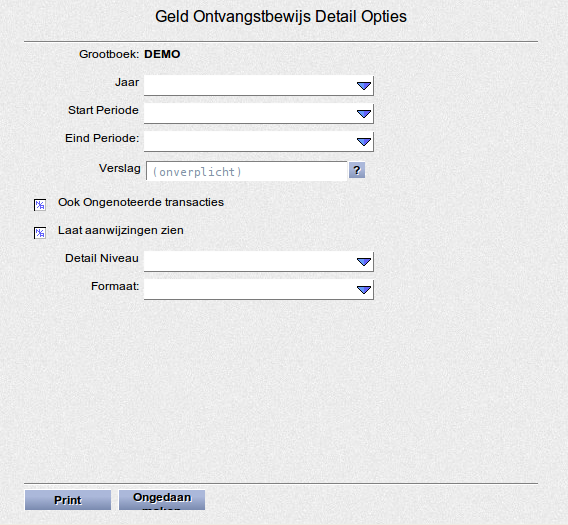 Geld Ontvangstbewijs Detail Opties
Grootboek: DEMO
Jaar
Start Periode
Eind Periode:
Verslag (onverplicht) ?
Ook Ongenoteerde transacties
Laat aanwijzingen zien
Detail Niveau
Formaat:
Print Ongedaan
maken